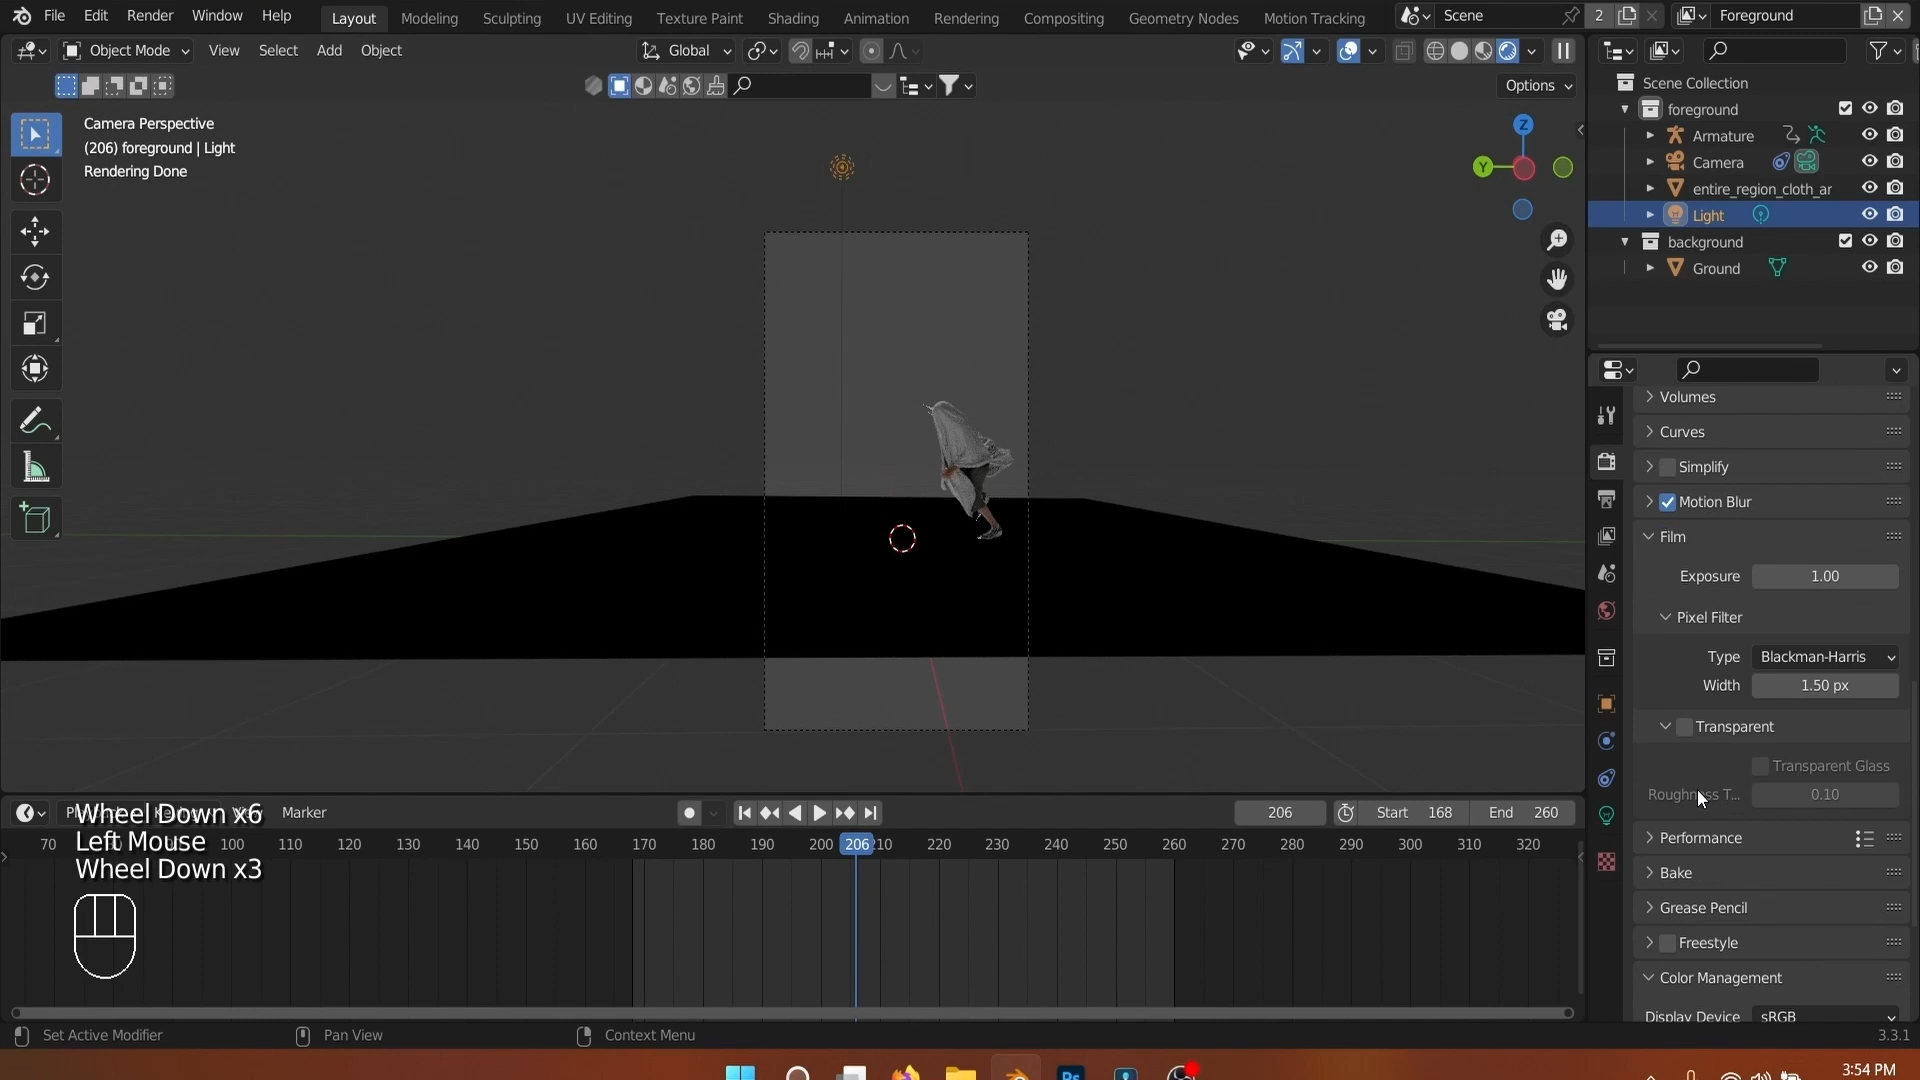 File Edit Render Window Help Layout Modeling Sculpting UV Editing Texture Paint Shading Animation Rendering Compositing Geometry Nodes Motion Tracking Scene 2 Foreground
Object Mode View Select Add Object Global
Options
Scene Collection
foreground
Armature
Camera
entire_region_cloth_ar
Light
background
Ground
Camera Perspective
(206) foreground | Light
Rendering Done
Z
Y
Volumes
Curves
Simplify
Motion Blur
Film
Exposure 1.00
Pixel Filter
Type Blackman-Harris
Width 1.50 px
Transparent
Transparent Glass
Roughness T... 0.10
Performance
Bake
Grease Pencil
Freestyle
Color Management
Display Device sRGB
Marker 206 Start 168 End 260
Wheel Down x6
Left Mouse
Wheel Down x3
70 100 110 120 130 140 150 160 170 180 190 200 206 220 230 240 250 260 270 280 290 300 310 320
Set Active Modifier Pan View Context Menu 3.3.1
Ps
3:54 PM